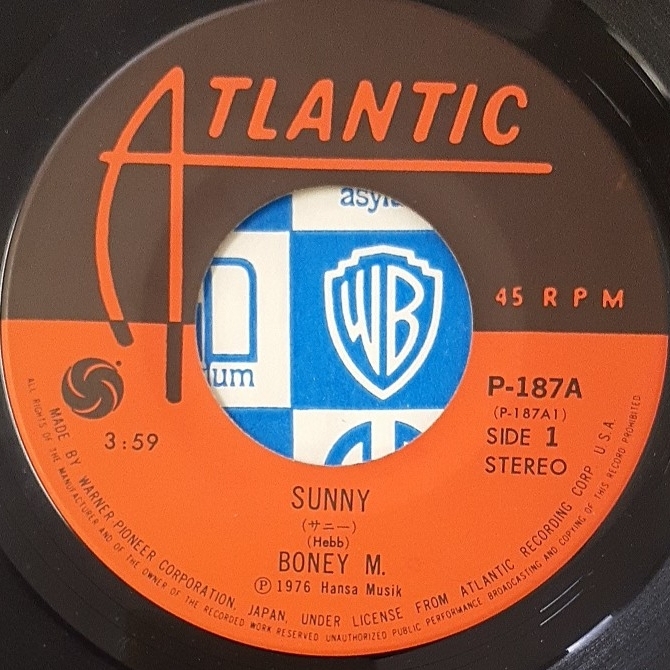 ATLANTIC
asyl
um
WB
45 RPM
P-187A
(P-187A1)
SIDE 1
STEREO
3:59
SUNNY
(サニー)
(Hebb)
BONEY M.
Ⓟ 1976 Hansa Musik
MADE BY WARNER-PIONEER CORPORATION, JAPAN, UNDER LICENSE FROM ATLANTIC RECORDING CORP. U.S.A.
ALL RIGHTS OF THE MANUFACTURER AND OF THE OWNER OF THE RECORDED WORK RESERVED UNAUTHORIZED PUBLIC PERFORMANCE, BROADCASTING AND COPYING OF THIS RECORD PROHIBITED